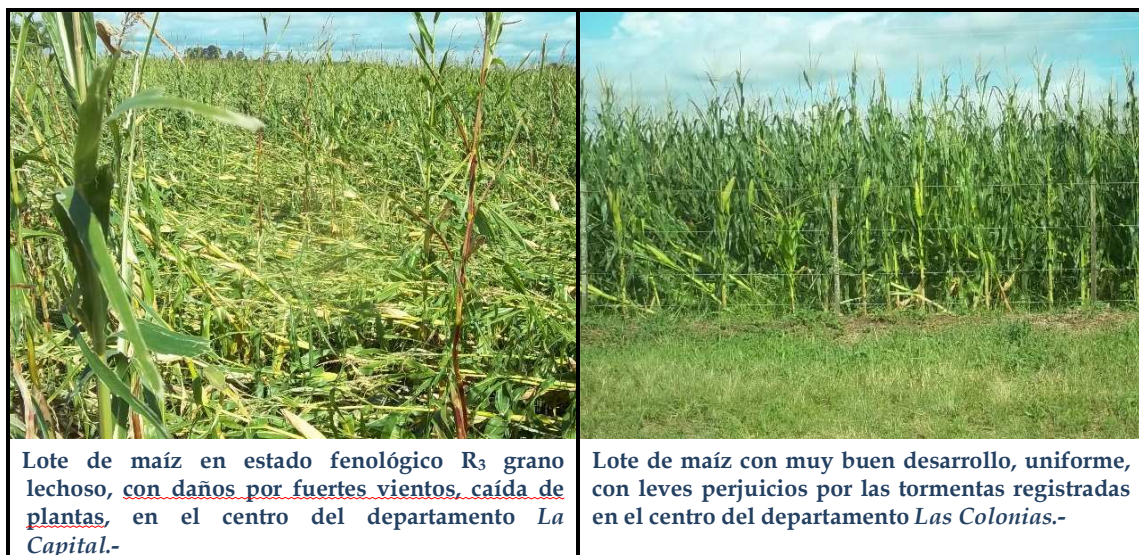 Lote de maíz en estado fenológico R₃ grano
lechoso, con daños por fuertes vientos, caída de
plantas, en el centro del departamento La
Capital.-
Lote de maíz con muy buen desarrollo, uniforme,
con leves perjuicios por las tormentas registradas
en el centro del departamento Las Colonias.-